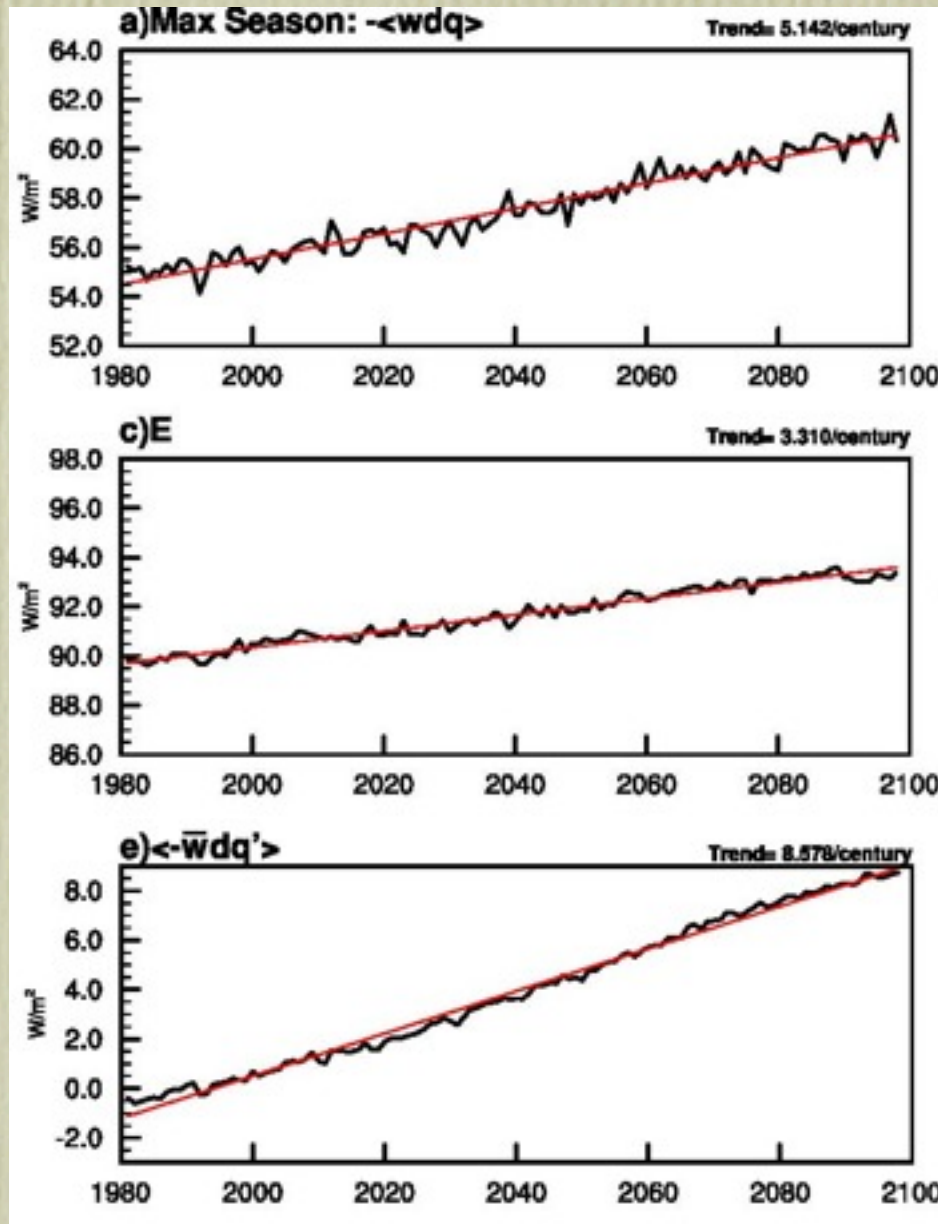 a)Max Season: -<wdq>
Trend= 5.142/century
64.0
62.0
60.0
58.0
56.0
54.0
52.0
W/m²
1980 2000 2020 2040 2060 2080 2100
c)E
Trend= 3.310/century
98.0
96.0
94.0
92.0
90.0
88.0
86.0
W/m²
1980 2000 2020 2040 2060 2080 2100
e)<-w̅dq'>
Trend= 8.578/century
8.0
6.0
4.0
2.0
0.0
-2.0
W/m²
1980 2000 2020 2040 2060 2080 2100